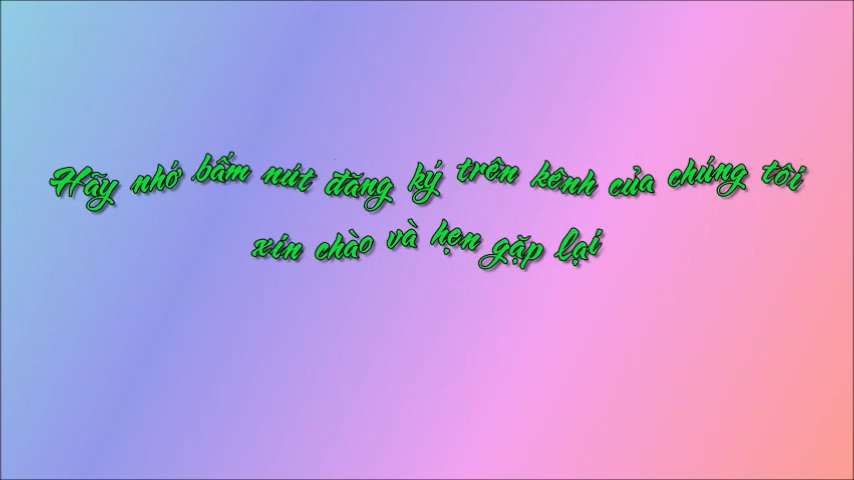 Hãy nhớ bấm nút đăng ký trên kênh của chúng tôi
xin chào và hẹn gặp lại